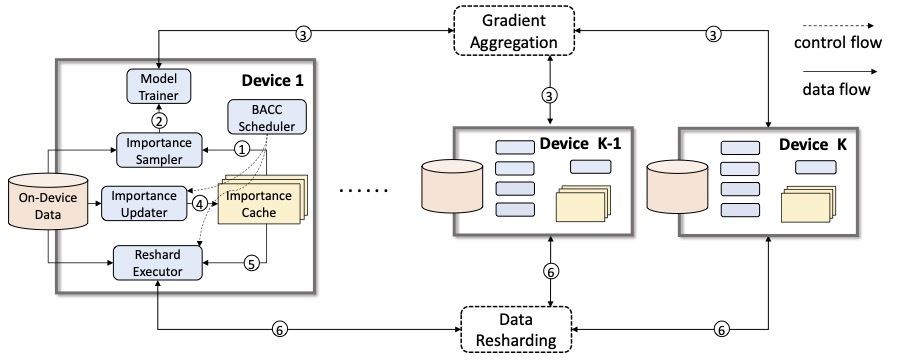 Gradient
Aggregation
③
③
③
control flow
data flow
Device 1
Model
Trainer
②
BACC
Scheduler
Importance
Sampler
①
On-Device
Data
Importance
Updater
④
Importance
Cache
Reshard
Executor
⑤
......
Device K-1
Device K
⑥
⑥
⑥
Data
Resharding